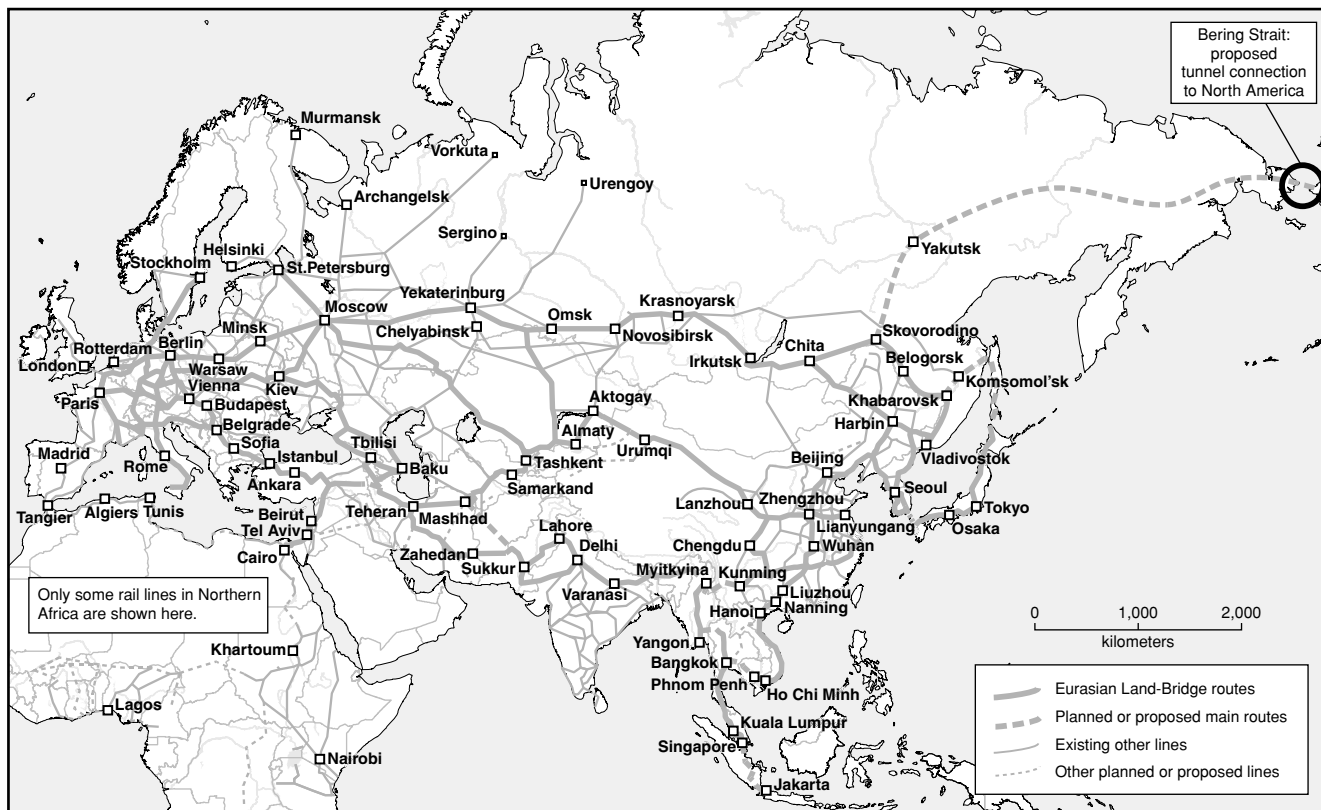 Bering Strait:
proposed
tunnel connection
to North America
Murmansk
Vorkuta
Urengoy
Archangelsk
Sergino
Yakutsk
Helsinki
Stockholm
St.Petersburg
Yekaterinburg
Krasnoyarsk
Moscow
Omsk
Minsk
Chelyabinsk
Novosibirsk
Skovorodino
Berlin
Rotterdam
Chita
Irkutsk
Belogorsk
London
Warsaw
Komsomol'sk
Vienna
Kiev
Aktogay
Khabarovsk
Paris
Budapest
Harbin
Belgrade
Almaty
Urumqi
Sofia
Tbilisi
Madrid
Istanbul
Beijing
Vladivostok
Rome
Baku
Tashkent
Ankara
Samarkand
Seoul
Lanzhou
Zhengzhou
Tokyo
Tangier
Algiers
Tunis
Beirut
Teheran
Mashhad
Lianyungang
Osaka
Tel Aviv
Lahore
Cairo
Zahedan
Delhi
Chengdu
Wuhan
Sukkur
Myitkyina
Kunming
Varanasi
Liuzhou
Hanoi
Nanning
Only some rail lines in Northern
Africa are shown here.
0 1,000 2,000
kilometers
Yangon
Khartoum
Bangkok
Phnom Penh
Ho Chi Minh
Lagos
Kuala Lumpur
Singapore
Nairobi
Jakarta
Eurasian Land-Bridge routes
Planned or proposed main routes
Existing other lines
Other planned or proposed lines